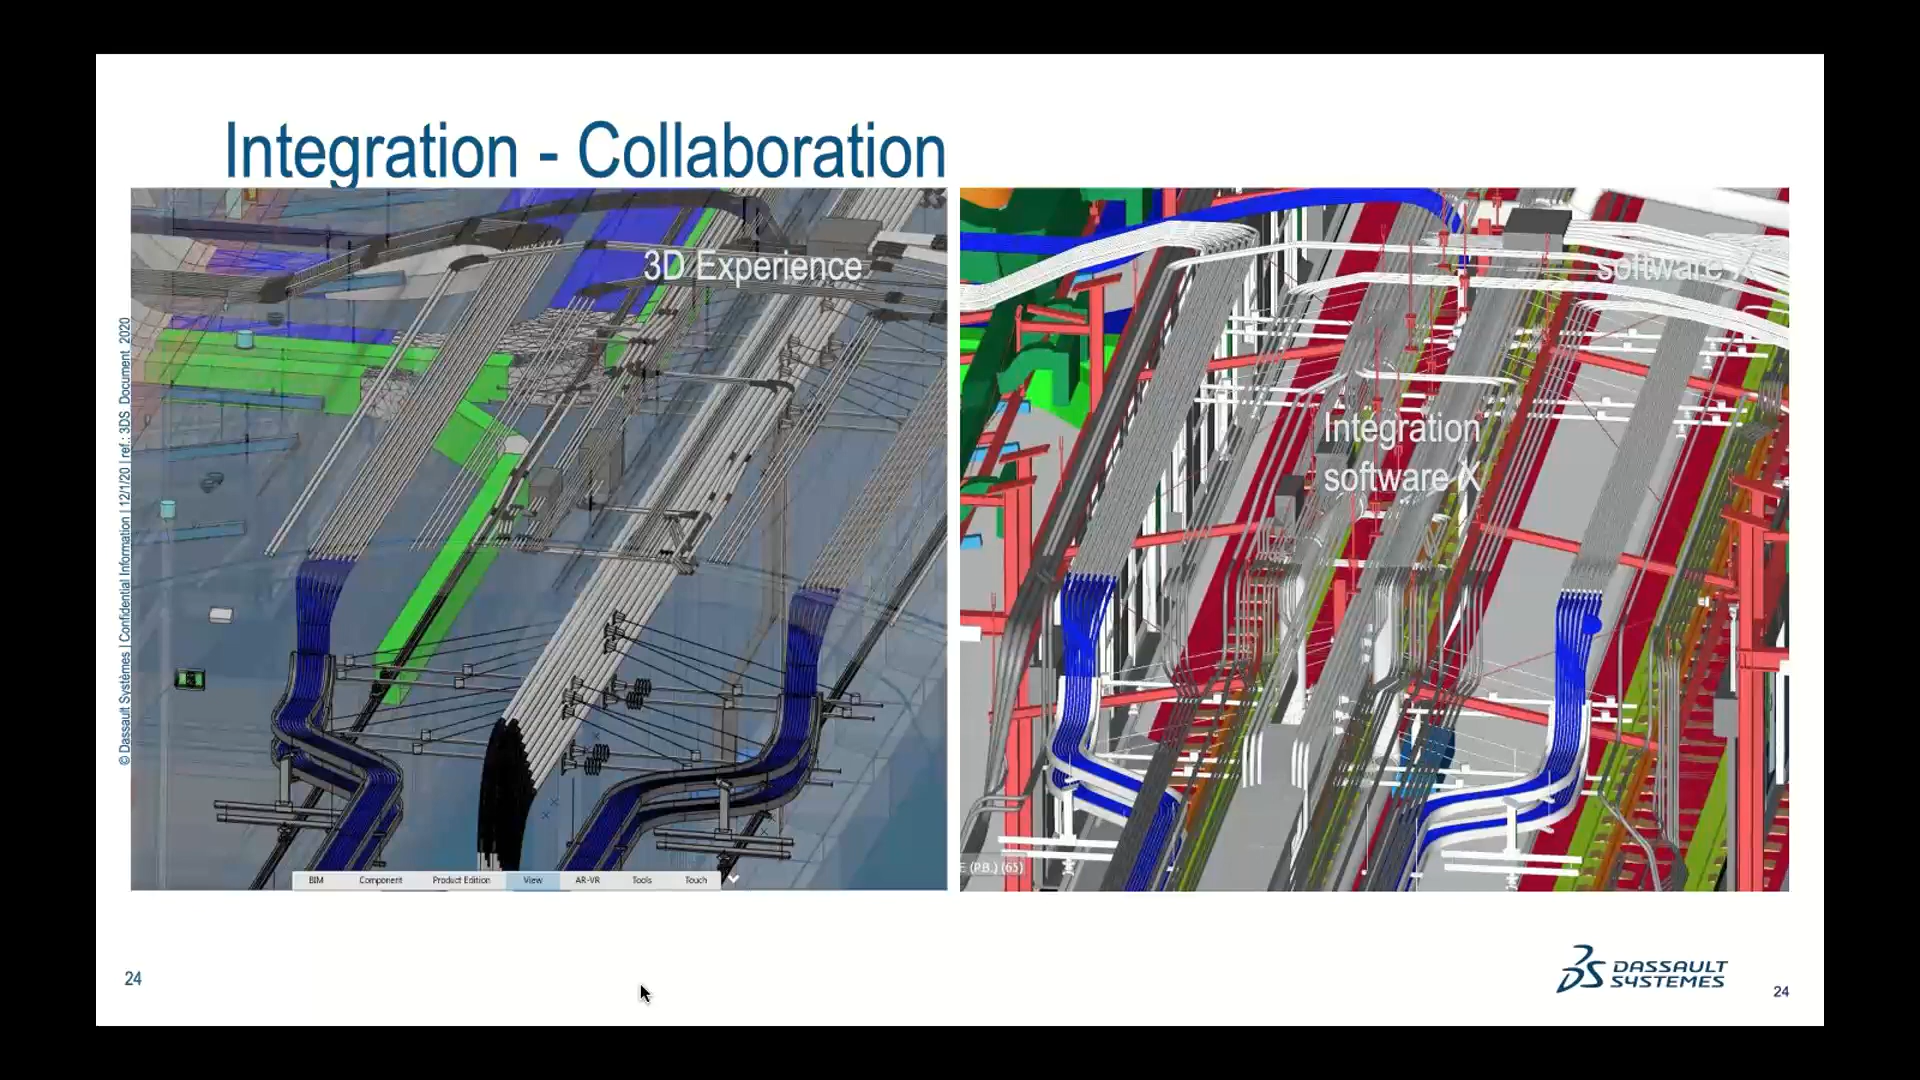 Integration - Collaboration
3D Experience
software X
Integration
software X
© Dassault Systèmes | Confidential Information | 12/1/20 | ref.: 3DS_Document_2020
E (P.B.) (65)
BIM Component Product Edition View AR-VR Tools Touch
24
DASSAULT
SYSTEMES
24